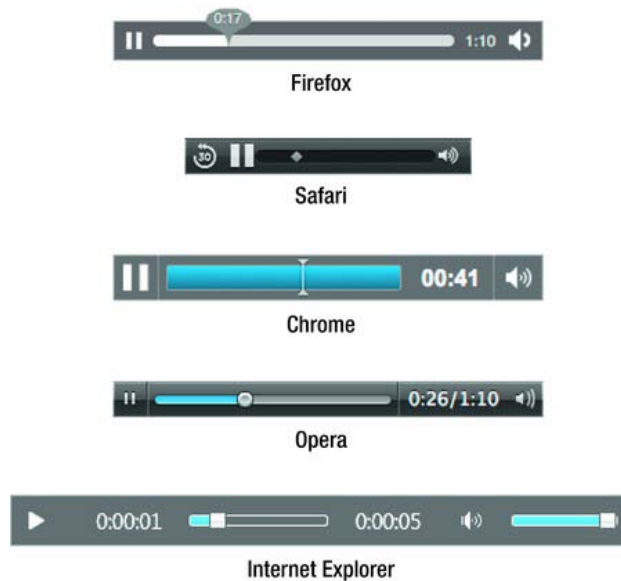 0:17
1:10
Firefox
30
Safari
00:41
Chrome
0:26/1:10
Opera
0:00:01 0:00:05
Internet Explorer